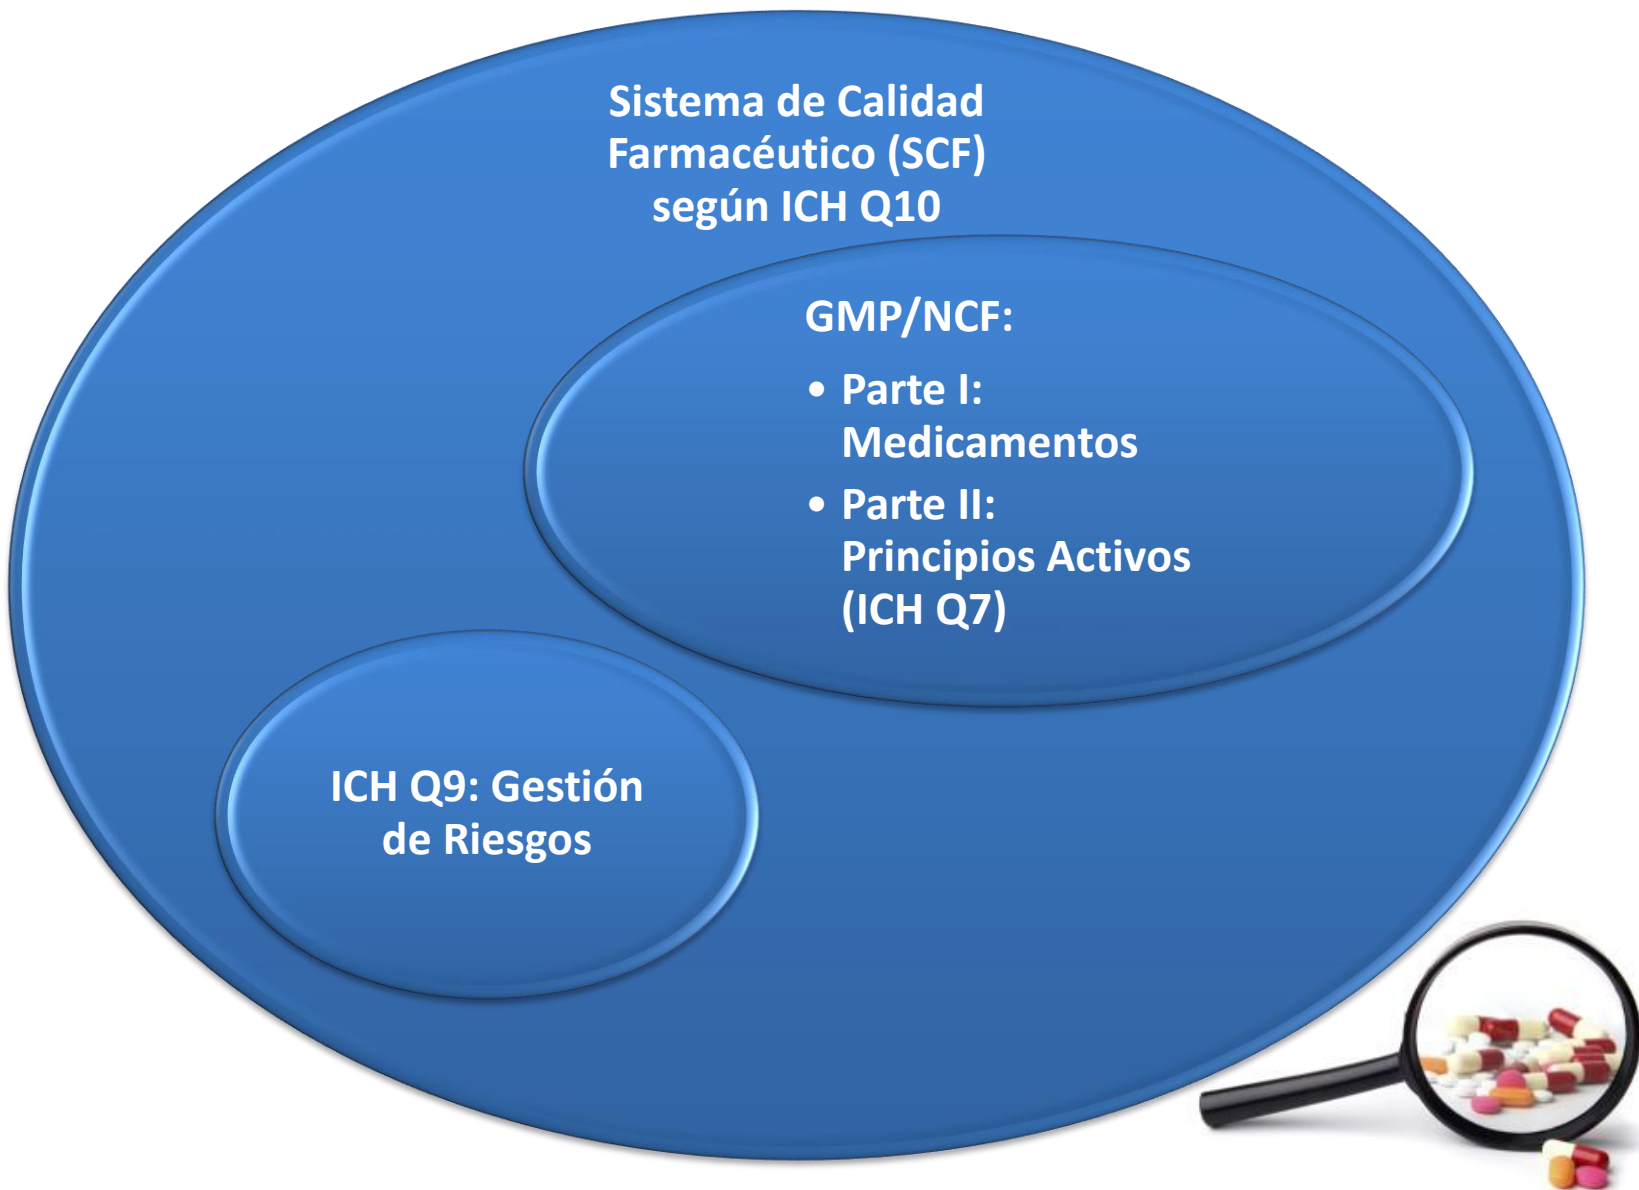 Sistema de Calidad
Farmacéutico (SCF)
según ICH Q10
GMP/NCF:
• Parte I:
Medicamentos
• Parte II:
Principios Activos
(ICH Q7)
ICH Q9: Gestión
de Riesgos